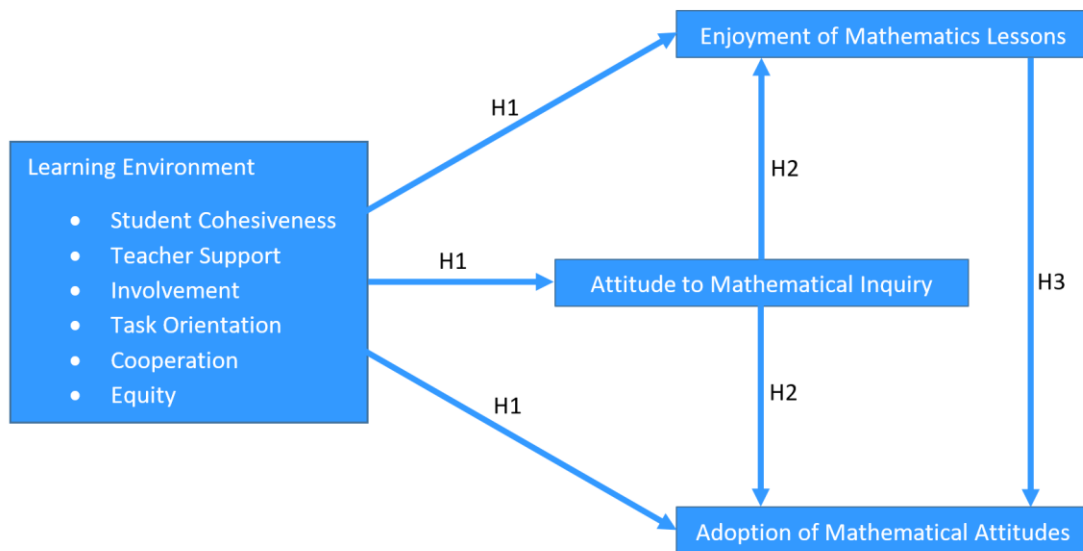 Enjoyment of Mathematics Lessons
H1
Learning Environment
H2
• Student Cohesiveness
• Teacher Support
H1
• Involvement
Attitude to Mathematical Inquiry
H3
• Task Orientation
• Cooperation
• Equity
H1
H2
Adoption of Mathematical Attitudes